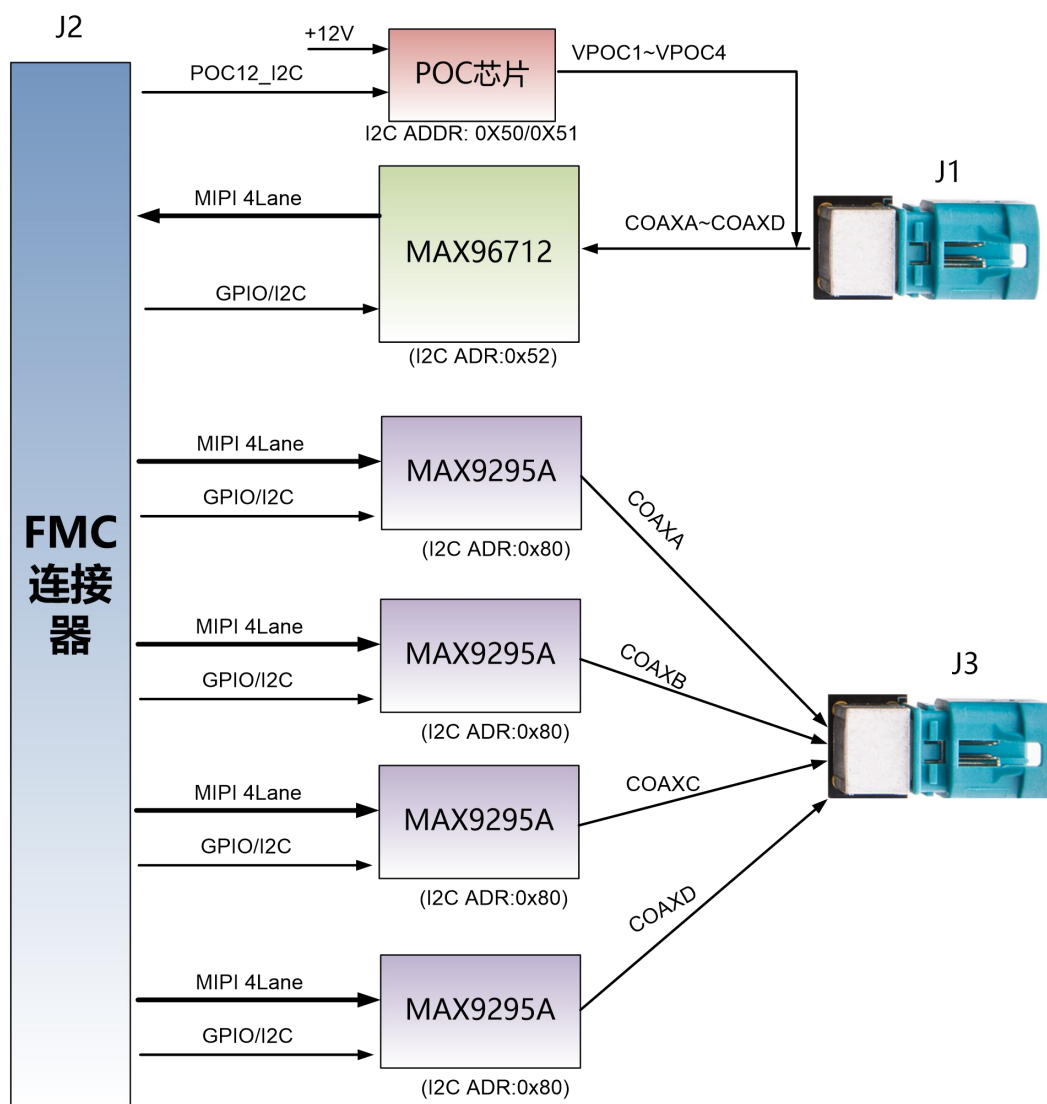 J2
+12V
POC12_I2C
POC芯片
VPOC1~VPOC4
I2C ADDR: 0X50/0X51
MIPI 4Lane
MAX96712
COAXA~COAXD
J1
GPIO/I2C
(I2C ADR:0x52)
FMC
连接
器
MIPI 4Lane
MAX9295A
GPIO/I2C
(I2C ADR:0x80)
COAXA
MIPI 4Lane
MAX9295A
GPIO/I2C
(I2C ADR:0x80)
COAXB
J3
MIPI 4Lane
MAX9295A
GPIO/I2C
(I2C ADR:0x80)
COAXC
MIPI 4Lane
MAX9295A
GPIO/I2C
(I2C ADR:0x80)
COAXD